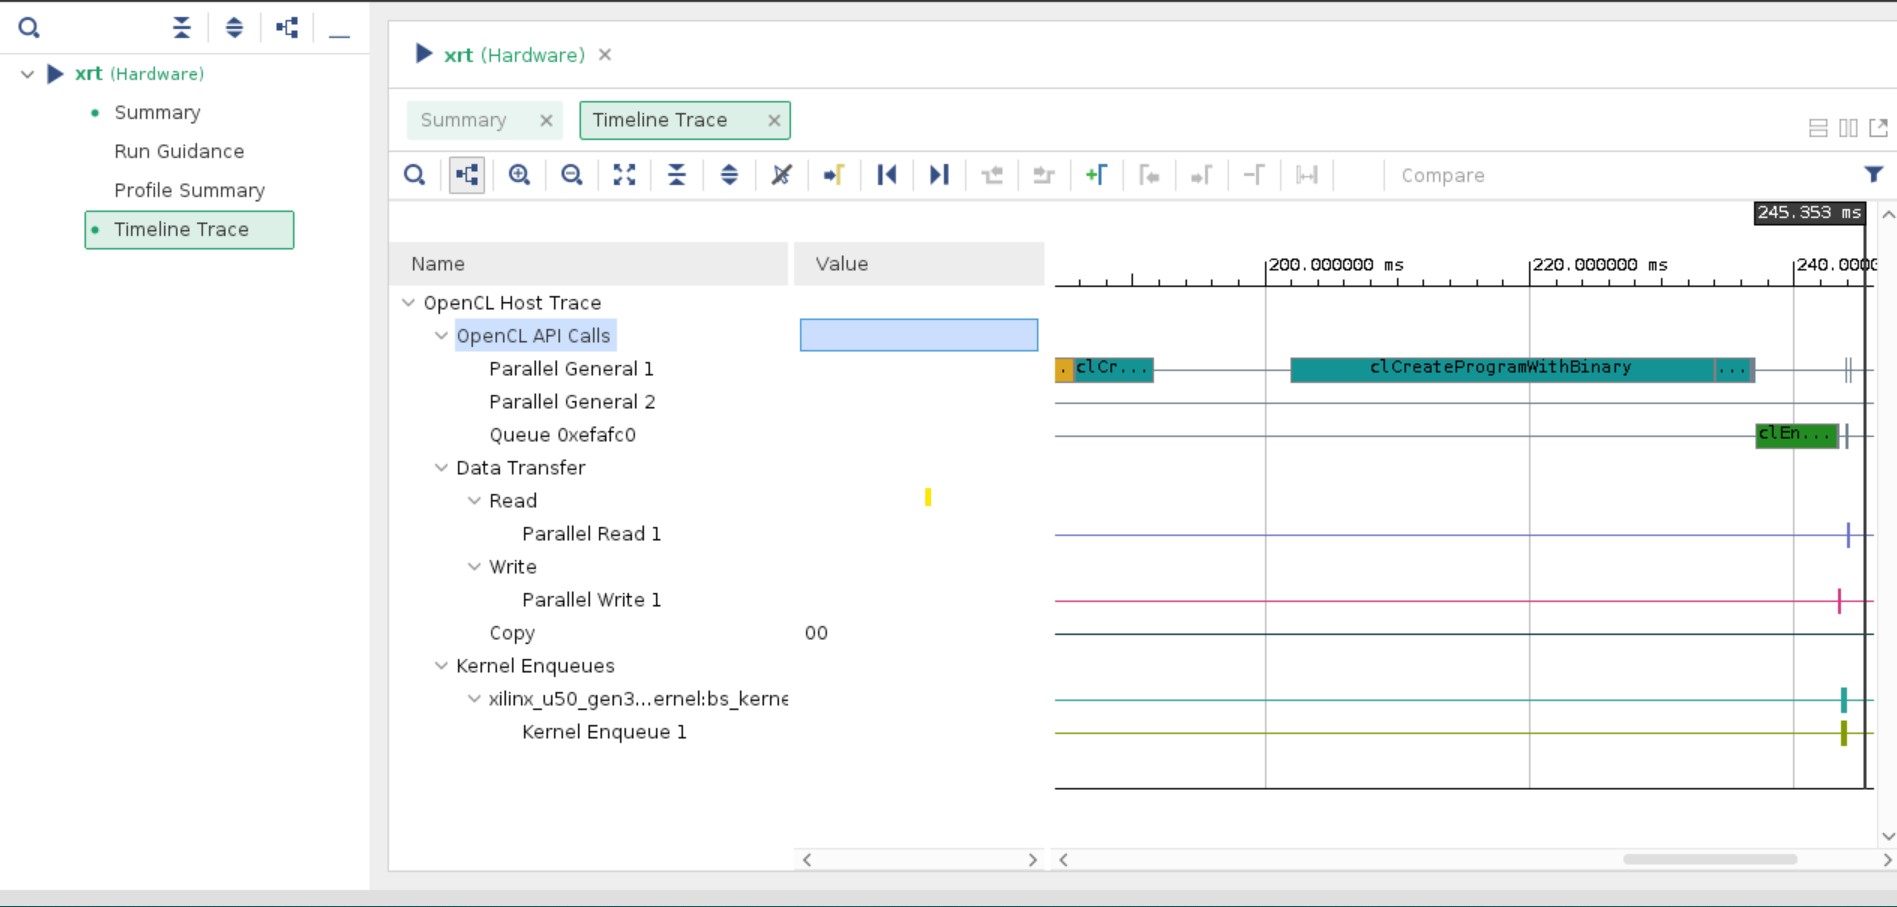 xrt (Hardware)
Summary
Run Guidance
Profile Summary
Timeline Trace
xrt (Hardware)
Summary
Timeline Trace
Compare
245.353 ms
Name
Value
200.000000 ms
220.000000 ms
240.0000
OpenCL Host Trace
OpenCL API Calls
Parallel General 1
. clCr...
clCreateProgramWithBinary
...
Parallel General 2
Queue 0xefafc0
clEn...
Data Transfer
Read
Parallel Read 1
Write
Parallel Write 1
Copy
00
Kernel Enqueues
xilinx_u50_gen3...ernel:bs_kerne
Kernel Enqueue 1